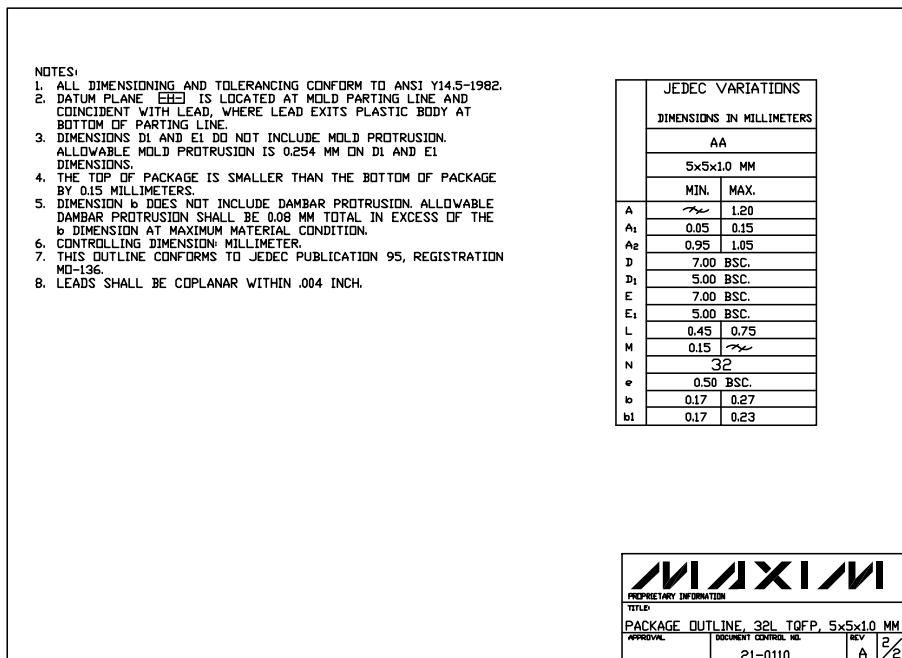 NOTES:
1. ALL DIMENSIONING AND TOLERANCING CONFORM TO ANSI Y14.5-1982.
2. DATUM PLANE -H- IS LOCATED AT MOLD PARTING LINE AND
COINCIDENT WITH LEAD, WHERE LEAD EXITS PLASTIC BODY AT
BOTTOM OF PARTING LINE.
3. DIMENSIONS D1 AND E1 DO NOT INCLUDE MOLD PROTRUSION.
ALLOWABLE MOLD PROTRUSION IS 0.254 MM ON D1 AND E1
DIMENSIONS.
4. THE TOP OF PACKAGE IS SMALLER THAN THE BOTTOM OF PACKAGE
BY 0.15 MILLIMETERS.
5. DIMENSION b DOES NOT INCLUDE DAMBAR PROTRUSION. ALLOWABLE
DAMBAR PROTRUSION SHALL BE 0.08 MM TOTAL IN EXCESS OF THE
b DIMENSION AT MAXIMUM MATERIAL CONDITION.
6. CONTROLLING DIMENSION: MILLIMETER.
7. THIS OUTLINE CONFORMS TO JEDEC PUBLICATION 95, REGISTRATION
MO-136.
8. LEADS SHALL BE COPLANAR WITHIN .004 INCH.
JEDEC VARIATIONS
DIMENSIONS IN MILLIMETERS
AA
5x5x1.0 MM
MIN. MAX.
A 1.20
A1 0.05 0.15
A2 0.95 1.05
D 7.00 BSC.
D1 5.00 BSC.
E 7.00 BSC.
E1 5.00 BSC.
L 0.45 0.75
M 0.15
N 32
e 0.50 BSC.
b 0.17 0.27
b1 0.17 0.23
MAXIM
PROPRIETARY INFORMATION
TITLE:
PACKAGE OUTLINE, 32L TQFP, 5x5x1.0 MM
APPROVAL DOCUMENT CONTROL NO. REV
21-0110 A 2/2